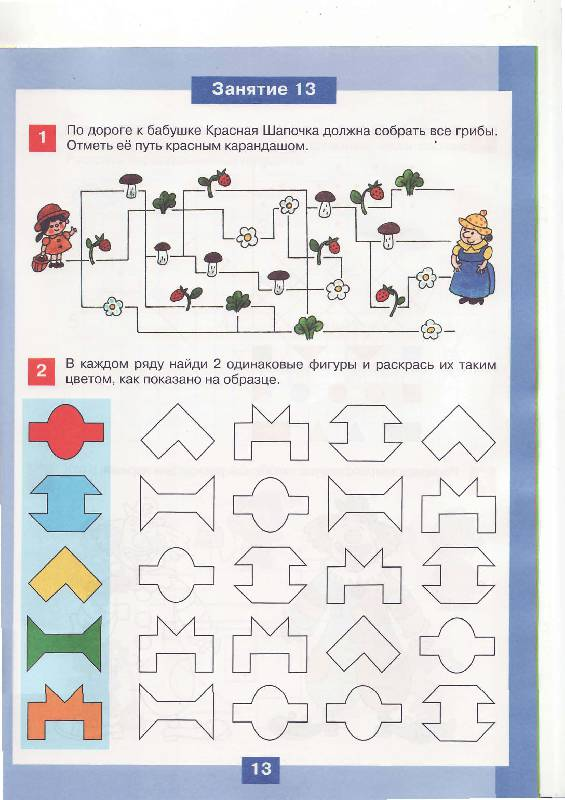 Занятие 13
1
По дороге к бабушке Красная Шапочка должна собрать все грибы.
Отметь её путь красным карандашом.
2
В каждом ряду найди 2 одинаковые фигуры и раскрась их таким
цветом, как показано на образце.
13